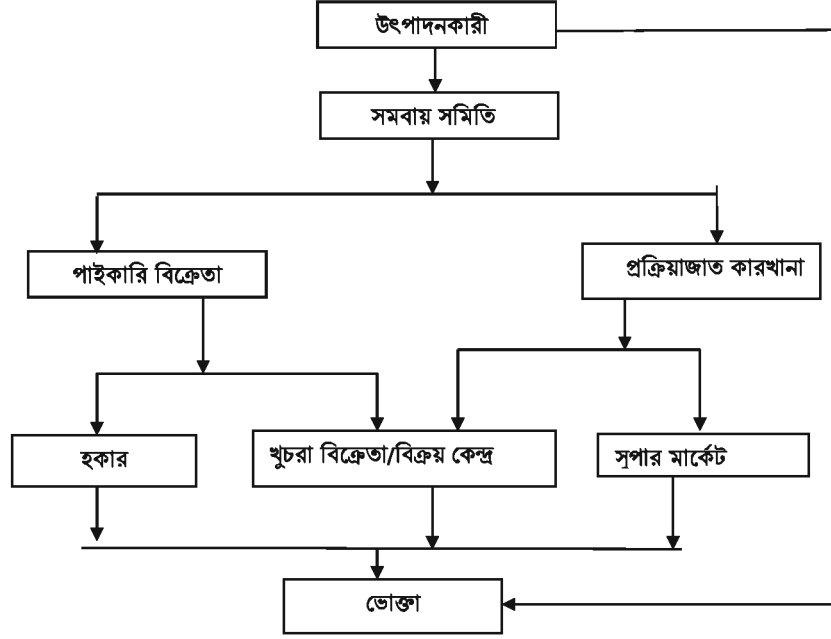 উৎপাদনকারী
সমবায় সমিতি
পাইকারি বিক্রেতা
প্রক্রিয়াজাত কারখানা
হকার
খুচরা বিক্রেতা/বিক্রয় কেন্দ্র
সুপার মার্কেট
ভোক্তা